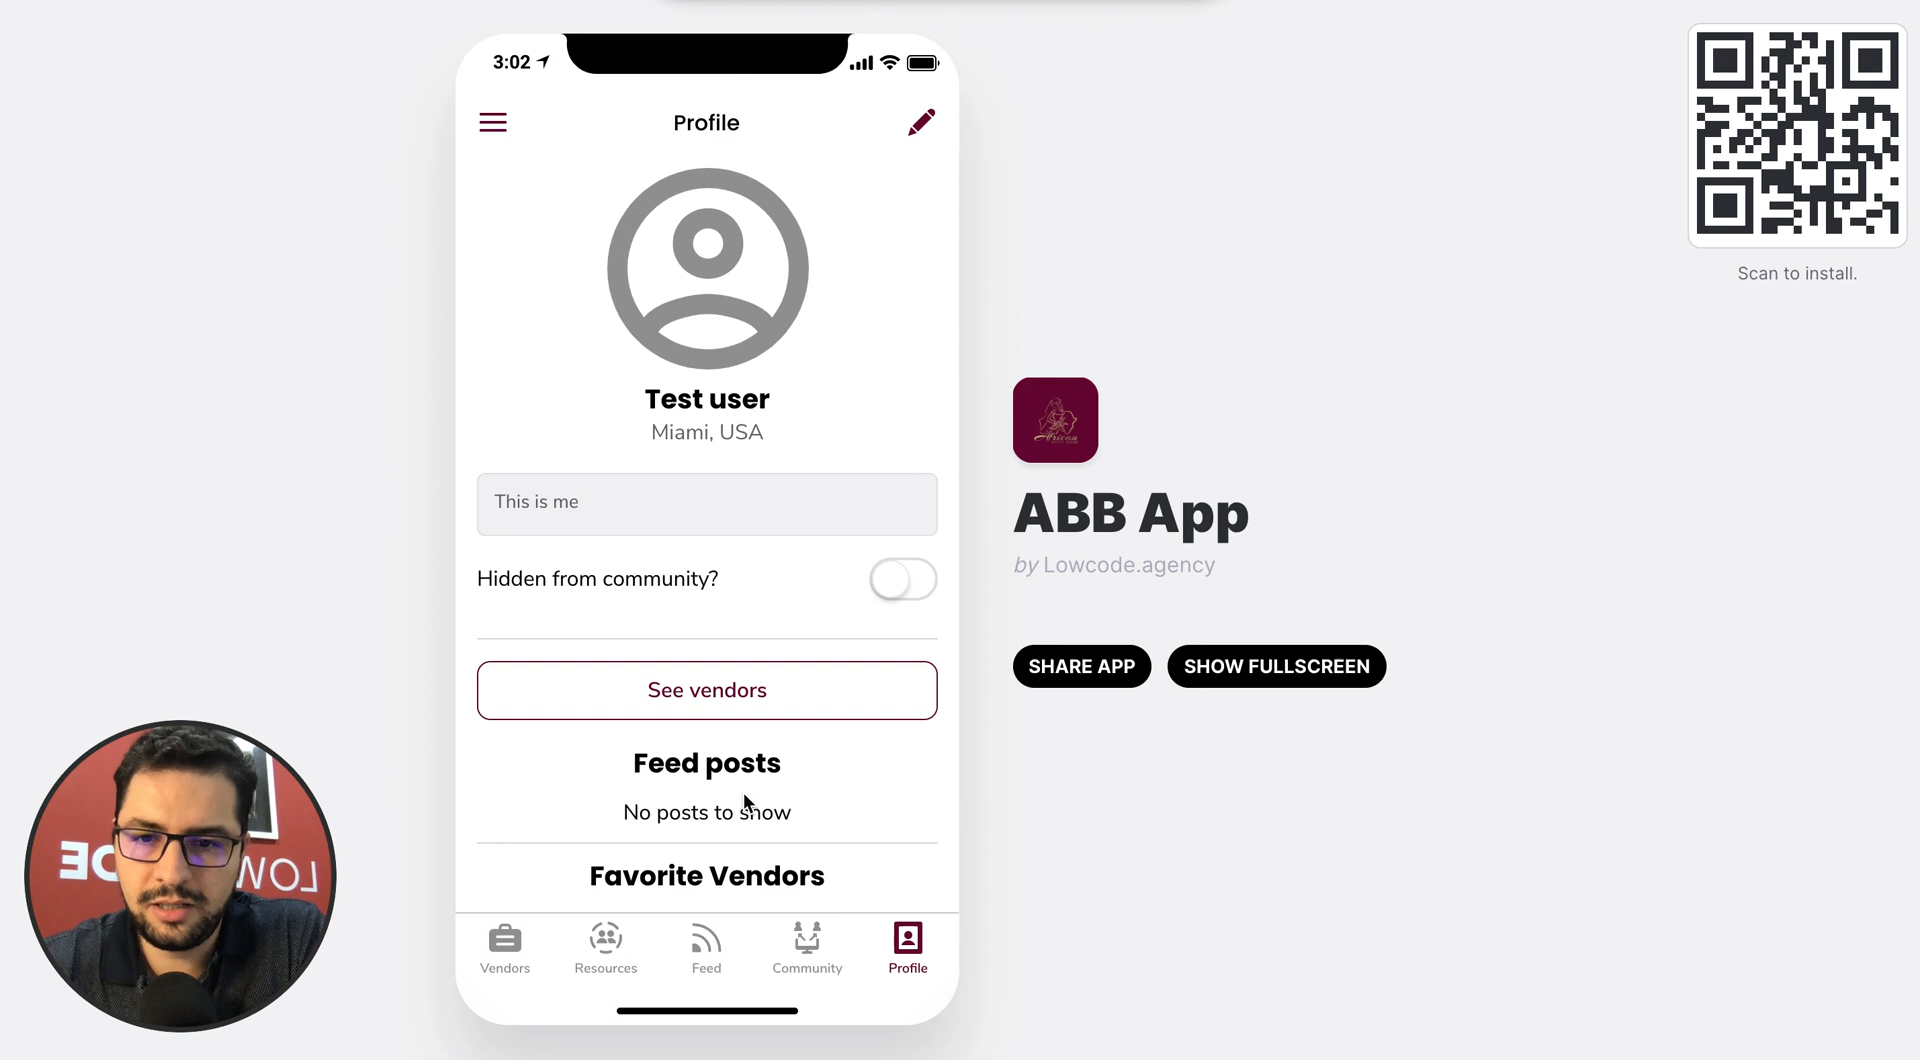 3:02
Profile
Test user
Miami, USA
This is me
Hidden from community?
See vendors
Feed posts
No posts to show
Favorite Vendors
Vendors
Resources
Feed
Community
Profile
Scan to install.
African
ABB App
by Lowcode.agency
SHARE APP
SHOW FULLSCREEN